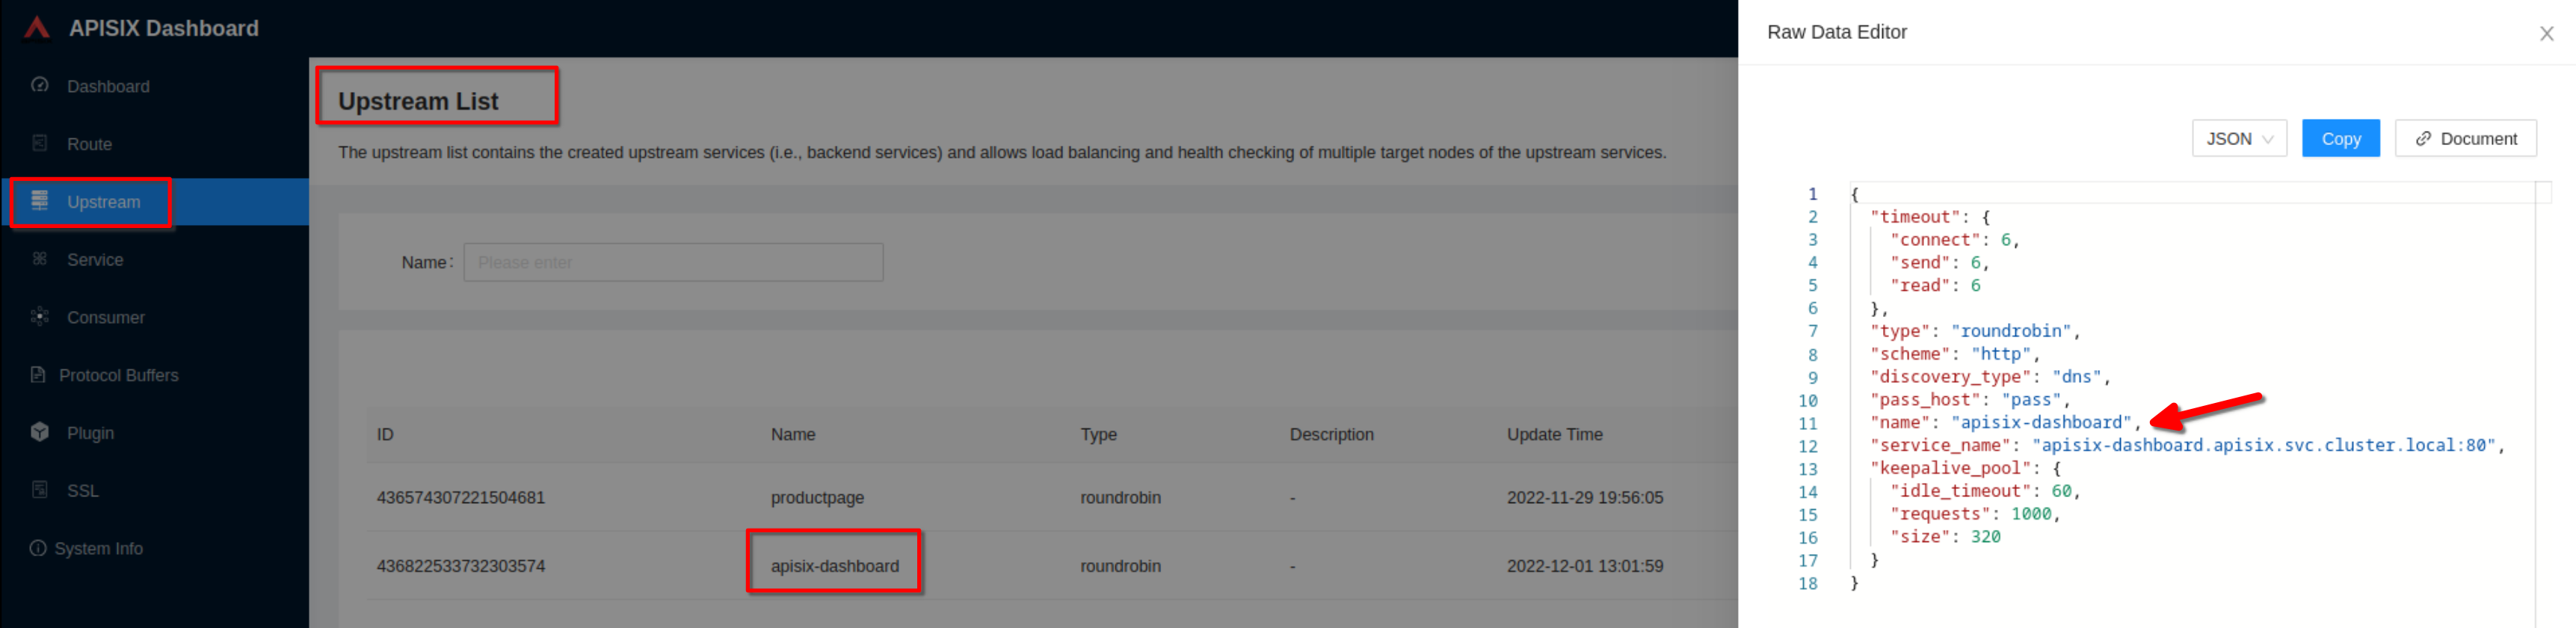 APISIX Dashboard
Dashboard
Route
Upstream
Service
Consumer
Protocol Buffers
Plugin
SSL
System Info
Upstream List
The upstream list contains the created upstream services (i.e., backend services) and allows load balancing and health checking of multiple target nodes of the upstream services.
Name: Please enter
ID Name Type Description Update Time
436574307221504681 productpage roundrobin - 2022-11-29 19:56:05
436822533732303574 apisix-dashboard roundrobin - 2022-12-01 13:01:59
Raw Data Editor
JSON Copy Document
1 {
2 "timeout": {
3 "connect": 6,
4 "send": 6,
5 "read": 6
6 },
7 "type": "roundrobin",
8 "scheme": "http",
9 "discovery_type": "dns",
10 "pass_host": "pass",
11 "name": "apisix-dashboard",
12 "service_name": "apisix-dashboard.apisix.svc.cluster.local:80",
13 "keepalive_pool": {
14 "idle_timeout": 60,
15 "requests": 1000,
16 "size": 320
17 }
18 }